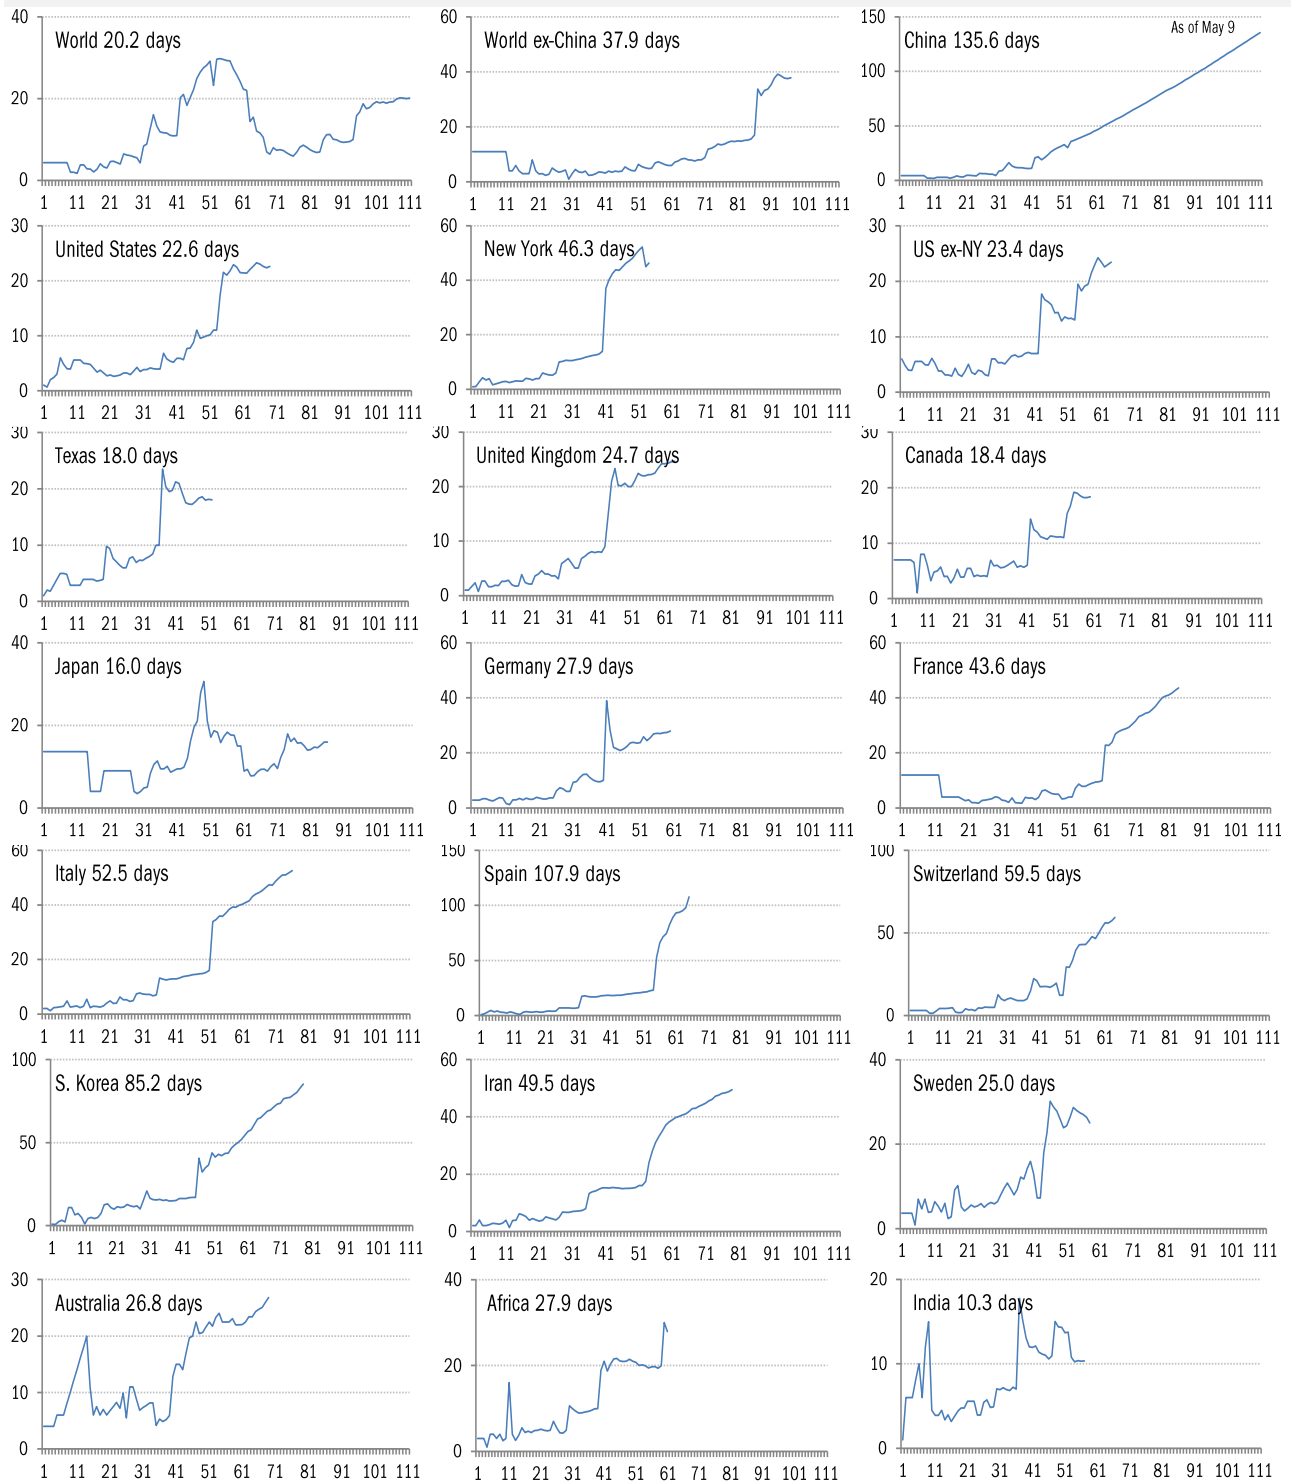 World 20.2 days
40
20
0
1 11 21 31 41 51 61 71 81 91 101 111
World ex-China 37.9 days
60
40
20
0
1 11 21 31 41 51 61 71 81 91 101 111
China 135.6 days
As of May 9
150
100
50
0
1 11 21 31 41 51 61 71 81 91 101 111
United States 22.6 days
30
20
10
0
1 11 21 31 41 51 61 71 81 91 101 111
New York 46.3 days
60
40
20
0
1 11 21 31 41 51 61 71 81 91 101 111
US ex-NY 23.4 days
30
20
10
0
1 11 21 31 41 51 61 71 81 91 101 111
Texas 18.0 days
30
20
10
0
1 11 21 31 41 51 61 71 81 91 101 111
United Kingdom 24.7 days
30
20
10
0
1 11 21 31 41 51 61 71 81 91 101 111
Canada 18.4 days
30
20
10
0
1 11 21 31 41 51 61 71 81 91 101 111
Japan 16.0 days
40
20
0
1 11 21 31 41 51 61 71 81 91 101 111
Germany 27.9 days
60
40
20
0
1 11 21 31 41 51 61 71 81 91 101 111
France 43.6 days
60
40
20
0
1 11 21 31 41 51 61 71 81 91 101 111
Italy 52.5 days
60
40
20
0
1 11 21 31 41 51 61 71 81 91 101 111
Spain 107.9 days
150
100
50
0
1 11 21 31 41 51 61 71 81 91 101 111
Switzerland 59.5 days
100
50
0
1 11 21 31 41 51 61 71 81 91 101 111
S. Korea 85.2 days
100
50
0
1 11 21 31 41 51 61 71 81 91 101 111
Iran 49.5 days
60
40
20
0
1 11 21 31 41 51 61 71 81 91 101 111
Sweden 25.0 days
40
20
0
1 11 21 31 41 51 61 71 81 91 101 111
Australia 26.8 days
30
20
10
0
1 11 21 31 41 51 61 71 81 91 101 111
Africa 27.9 days
40
20
0
1 11 21 31 41 51 61 71 81 91 101 111
India 10.3 days
20
10
0
1 11 21 31 41 51 61 71 81 91 101 111